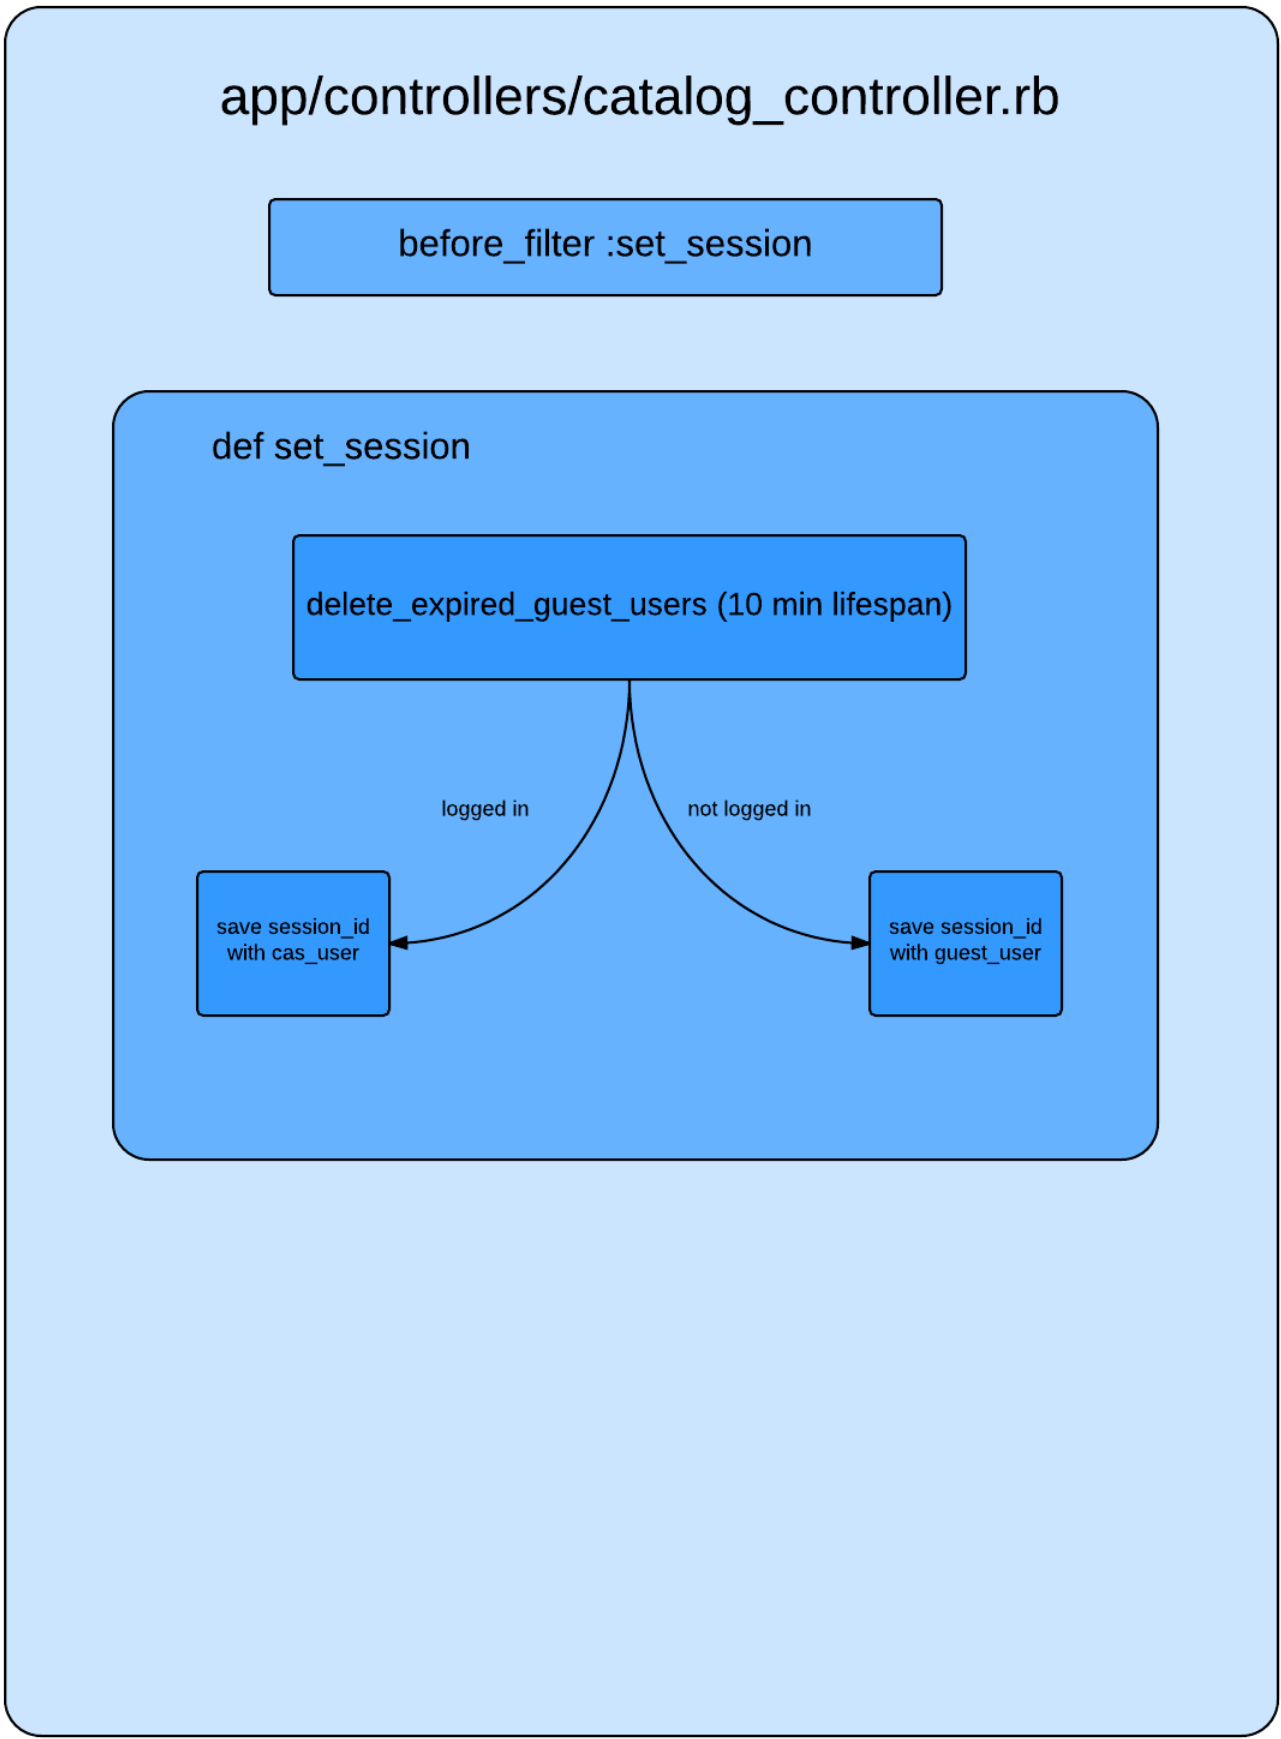 app/controllers/catalog_controller.rb
before_filter :set_session
def set_session
delete_expired_guest_users (10 min lifespan)
logged in
not logged in
save session_id
with cas_user
save session_id
with guest_user